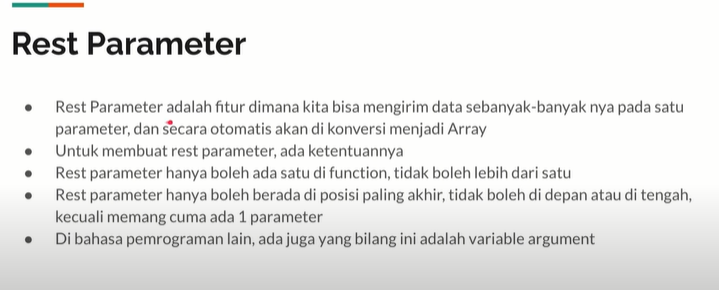 Rest Parameter
● Rest Parameter adalah fitur dimana kita bisa mengirim data sebanyak-banyak nya pada satu
parameter, dan secara otomatis akan di konversi menjadi Array
● Untuk membuat rest parameter, ada ketentuannya
● Rest parameter hanya boleh ada satu di function, tidak boleh lebih dari satu
● Rest parameter hanya boleh berada di posisi paling akhir, tidak boleh di depan atau di tengah,
kecuali memang cuma ada 1 parameter
● Di bahasa pemrograman lain, ada juga yang bilang ini adalah variable argument